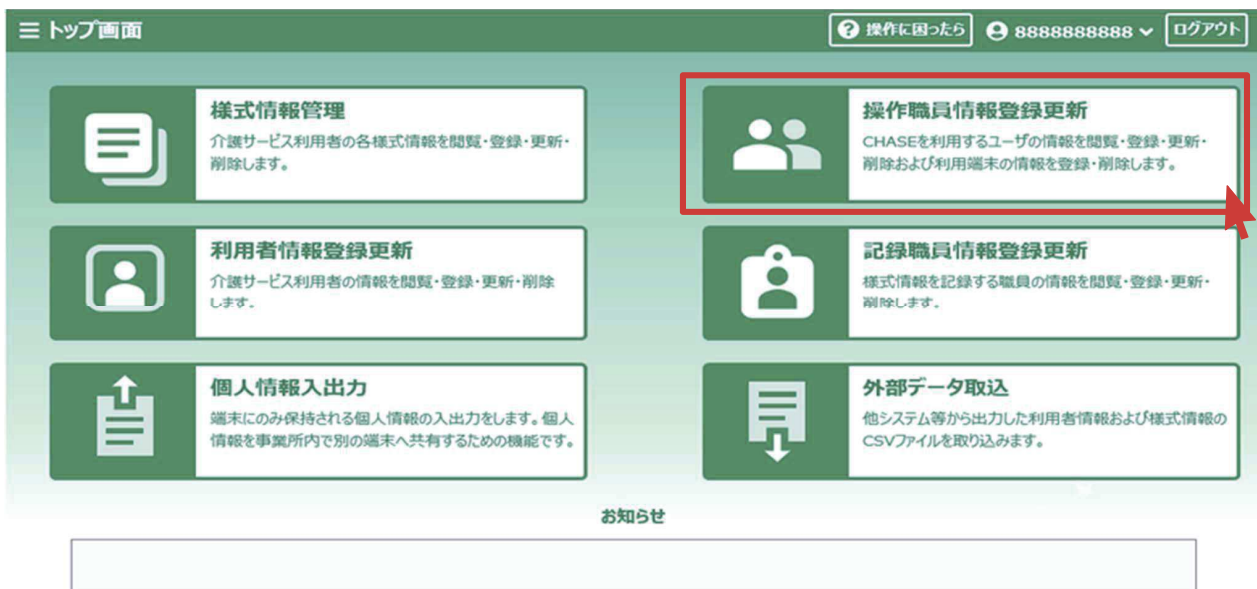 トップ画面
操作に困ったら
8888888888
ログアウト
様式情報管理
介護サービス利用者の各様式情報を閲覧・登録・更新・
削除します。
操作職員情報登録更新
CHASEを利用するユーザの情報を閲覧・登録・更新・
削除および利用端末の情報を登録・削除します。
利用者情報登録更新
介護サービス利用者の情報を閲覧・登録・更新・削除
します。
記録職員情報登録更新
様式情報を記録する職員の情報を閲覧・登録・更新・
削除します。
個人情報入出力
端末にのみ保持される個人情報の入出力をします。個人
情報を事業所内で別の端末へ共有するための機能です。
外部データ取込
他システム等から出力した利用者情報および様式情報の
CSVファイルを取り込みます。
お知らせ